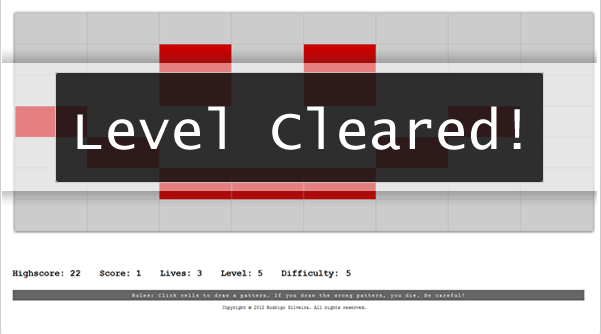 Level Cleared!
Highscore: 22 Score: 1 Lives: 3 Level: 5 Difficulty: 5
Rules: Click cells to draw a pattern. If you draw the wrong pattern, you die. Be careful!
Copyright © 2012 Rodrigo Silveira. All rights reserved.